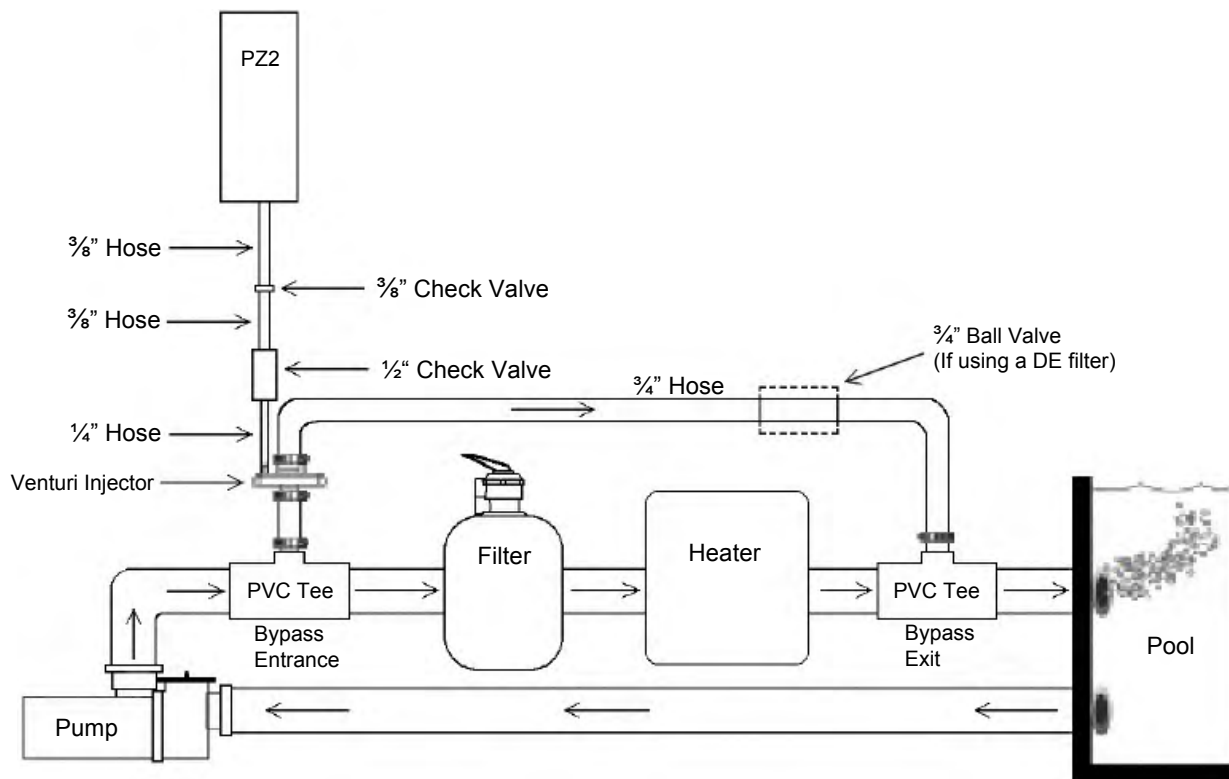 PZ2
⅜” Hose
⅜” Check Valve
⅜” Hose
¾” Ball Valve
(If using a DE filter)
½“ Check Valve
¾” Hose
¼” Hose
Venturi Injector
Filter
Heater
PVC Tee
PVC Tee
Bypass
Entrance
Bypass
Exit
Pool
Pump